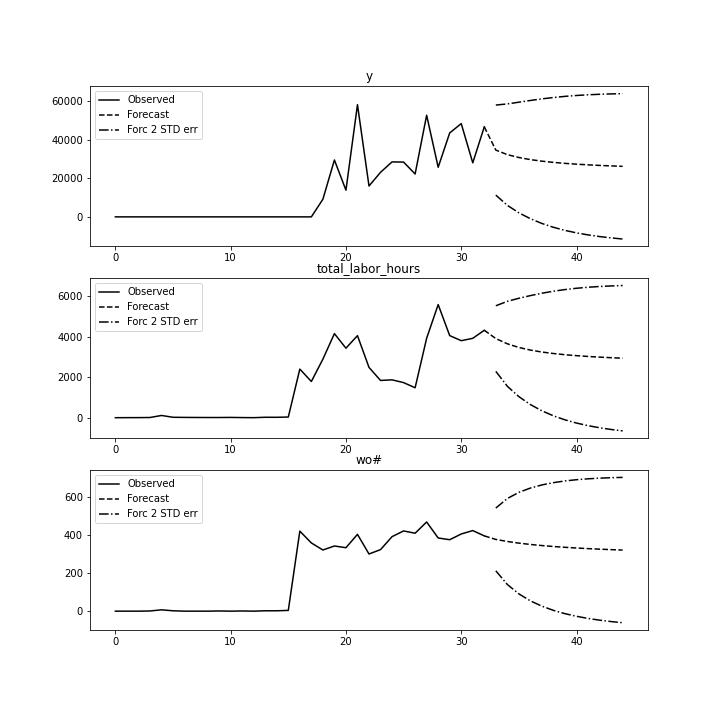 y
60000
40000
20000
0
Observed
Forecast
Forc 2 STD err
0 10 20 30 40
total_labor_hours
6000
4000
2000
0
Observed
Forecast
Forc 2 STD err
0 10 20 30 40
wo#
600
400
200
0
Observed
Forecast
Forc 2 STD err
0 10 20 30 40